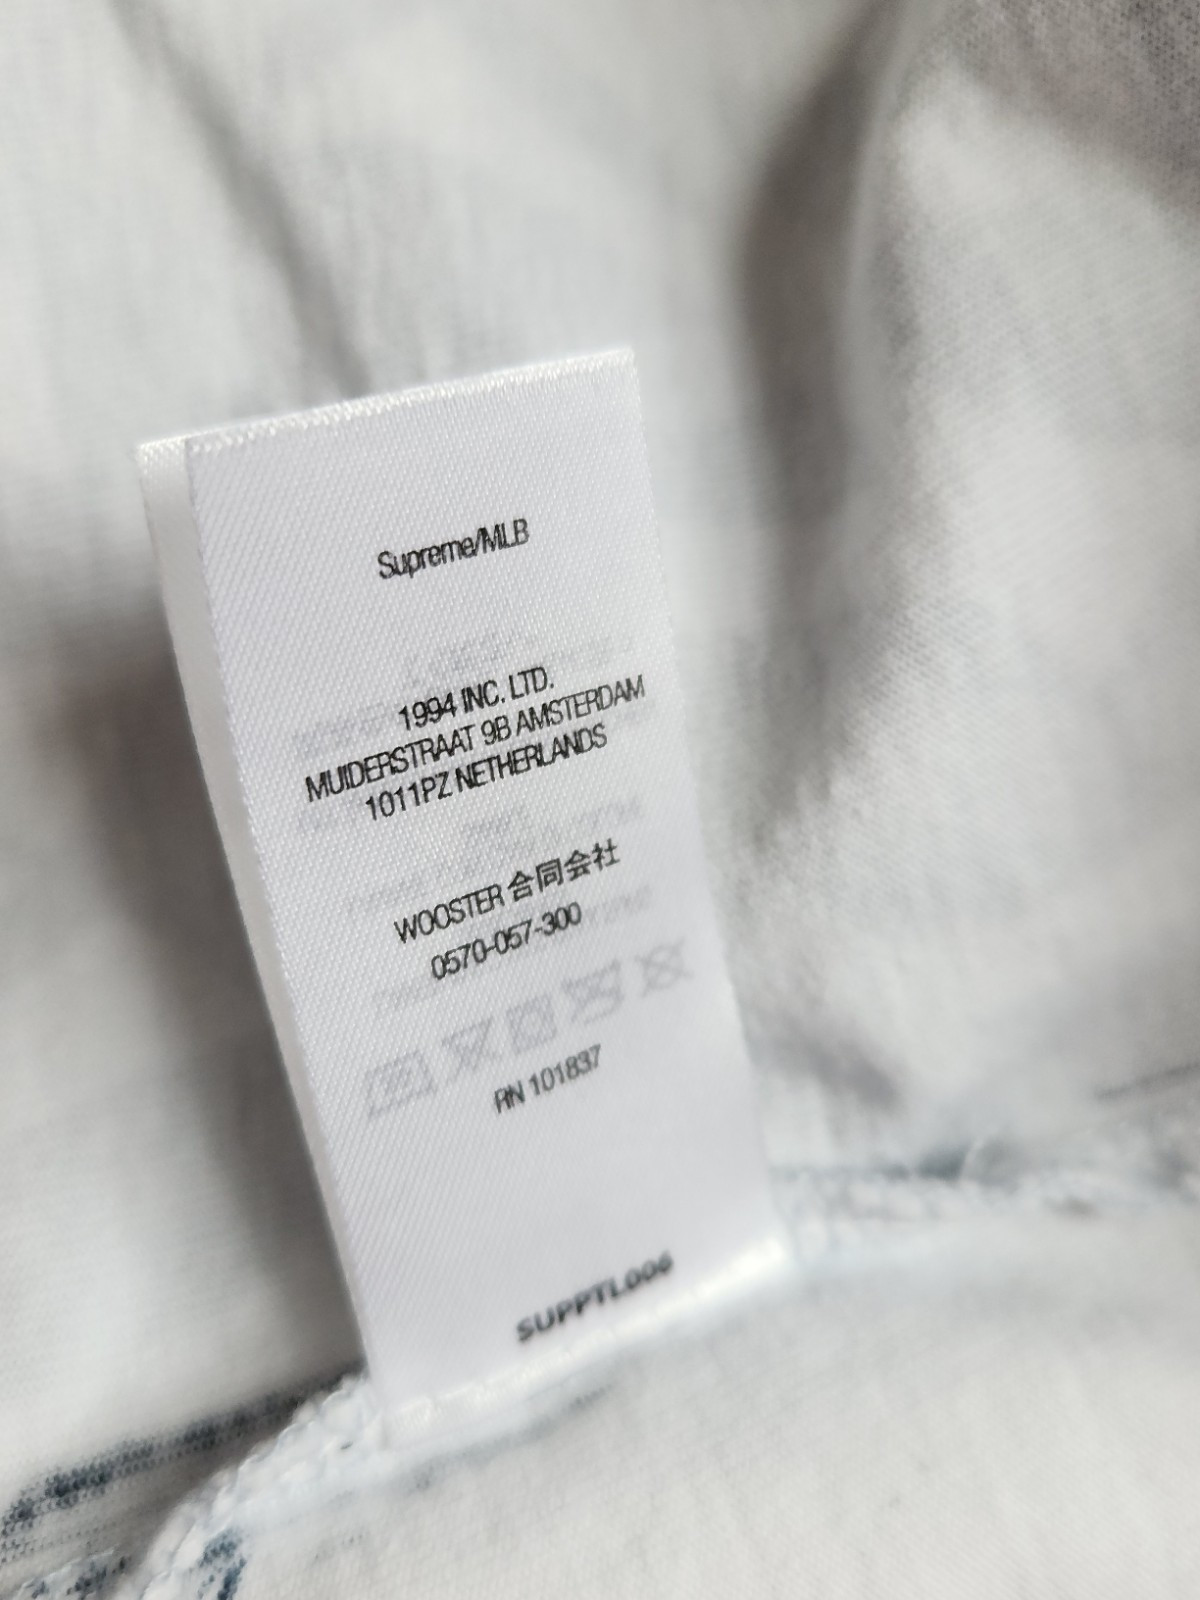 Supreme/MLB
1994 INC. LTD.
MUIDERSTRAAT 9B AMSTERDAM
1011PZ NETHERLANDS
WOOSTER 合同会社
0570-057-300
RN 101837
SUPPTL006